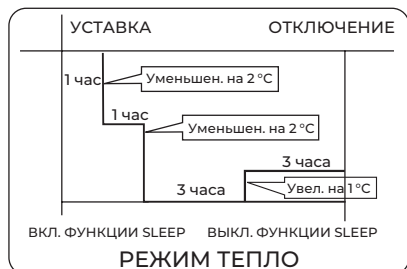 УСТАВКА ОТКЛЮЧЕНИЕ
1 час Уменьшен. на 2 °C
1 час Уменьшен. на 2 °C
3 часа
3 часа Увел. на 1 °C
ВКЛ. ФУНКЦИИ SLEEP ВЫКЛ. ФУНКЦИИ SLEEP
РЕЖИМ ТЕПЛО